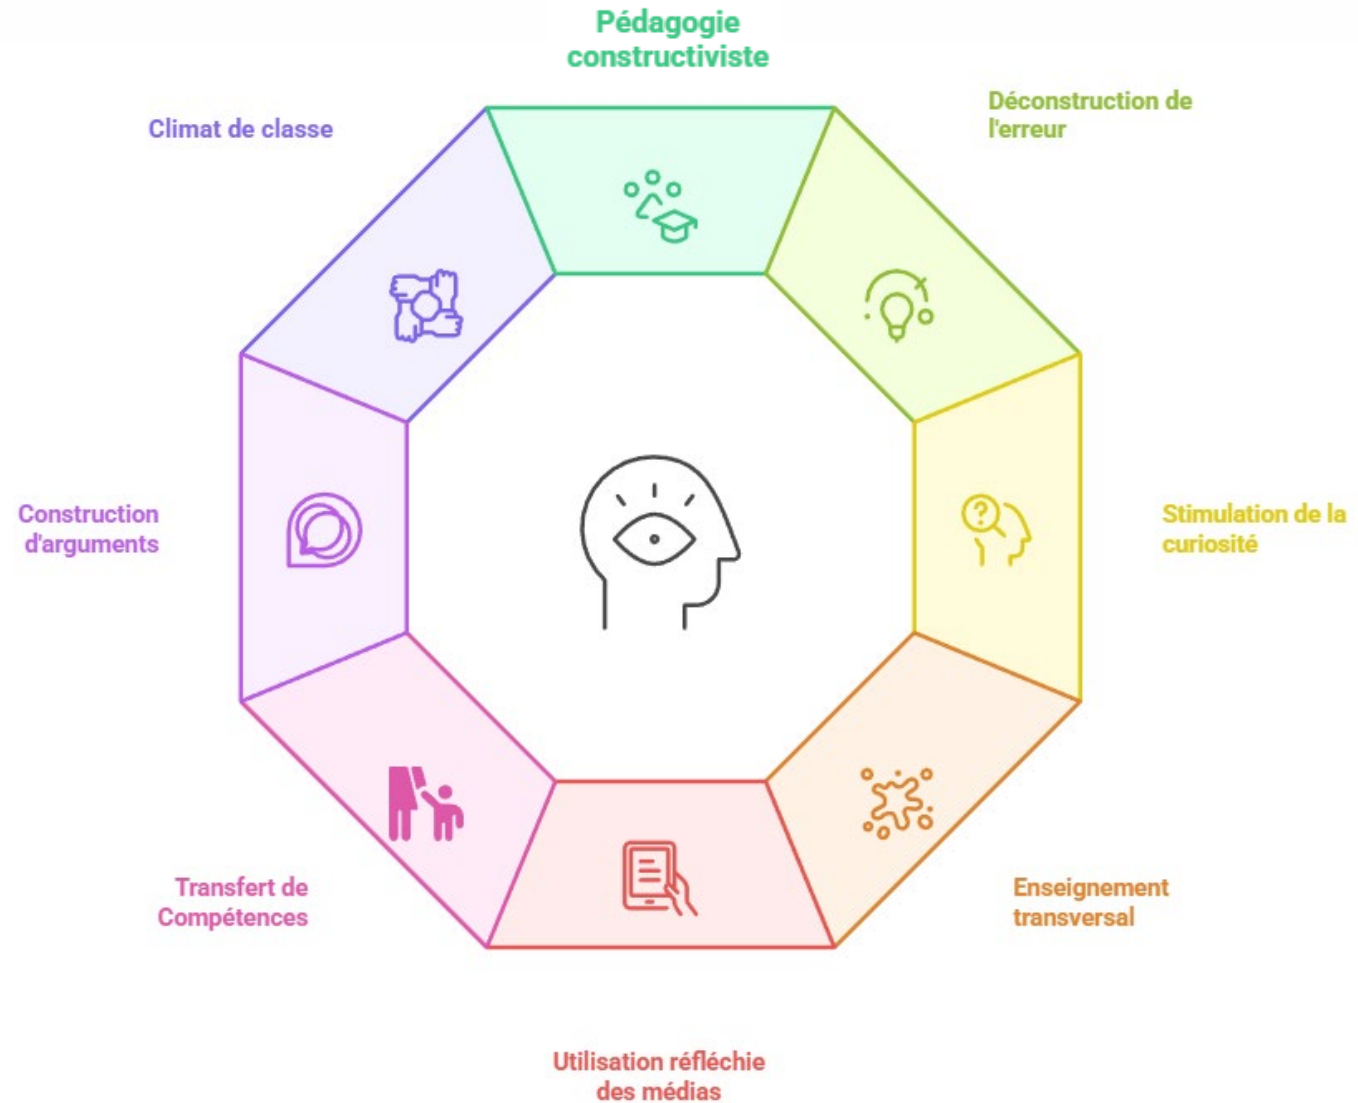 Pédagogie
constructiviste
Climat de classe
Déconstruction de
l'erreur
Construction
d'arguments
?
Stimulation de la
curiosité
Transfert de
Compétences
Enseignement
transversal
Utilisation réfléchie
des médias